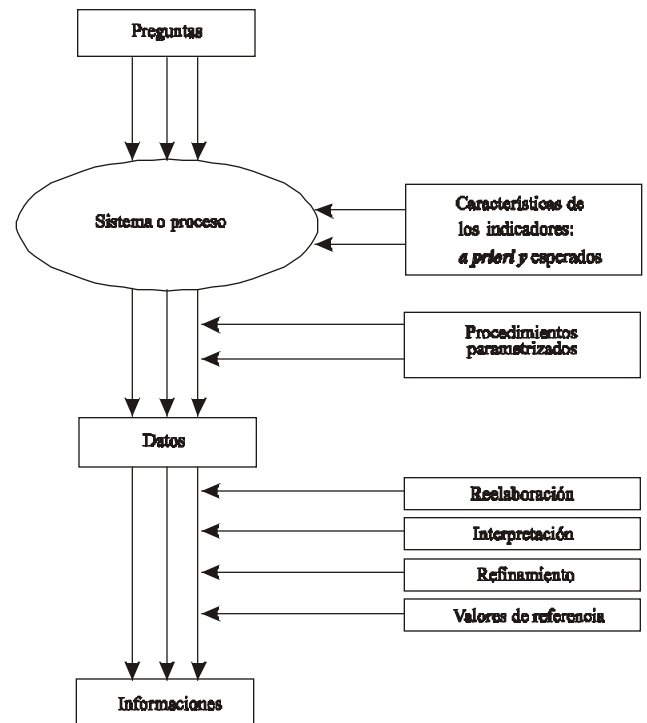 Preguntas
Sistema o proceso
Características de
los indicadores:
a priori y esperados
Procedimientos
parametrizados
Datos
Reelaboración
Interpretación
Refinamiento
Valores de referencia
Informaciones